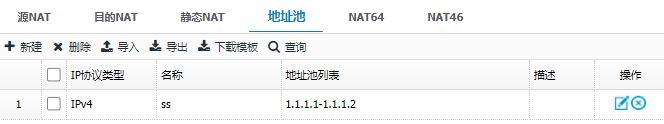 源NAT 目的NAT 静态NAT 地址池 NAT64 NAT46
新建 删除 导入 导出 下载模板 查询
IP协议类型 名称 地址池列表 描述 操作
1 IPv4 ss 1.1.1.1-1.1.1.2